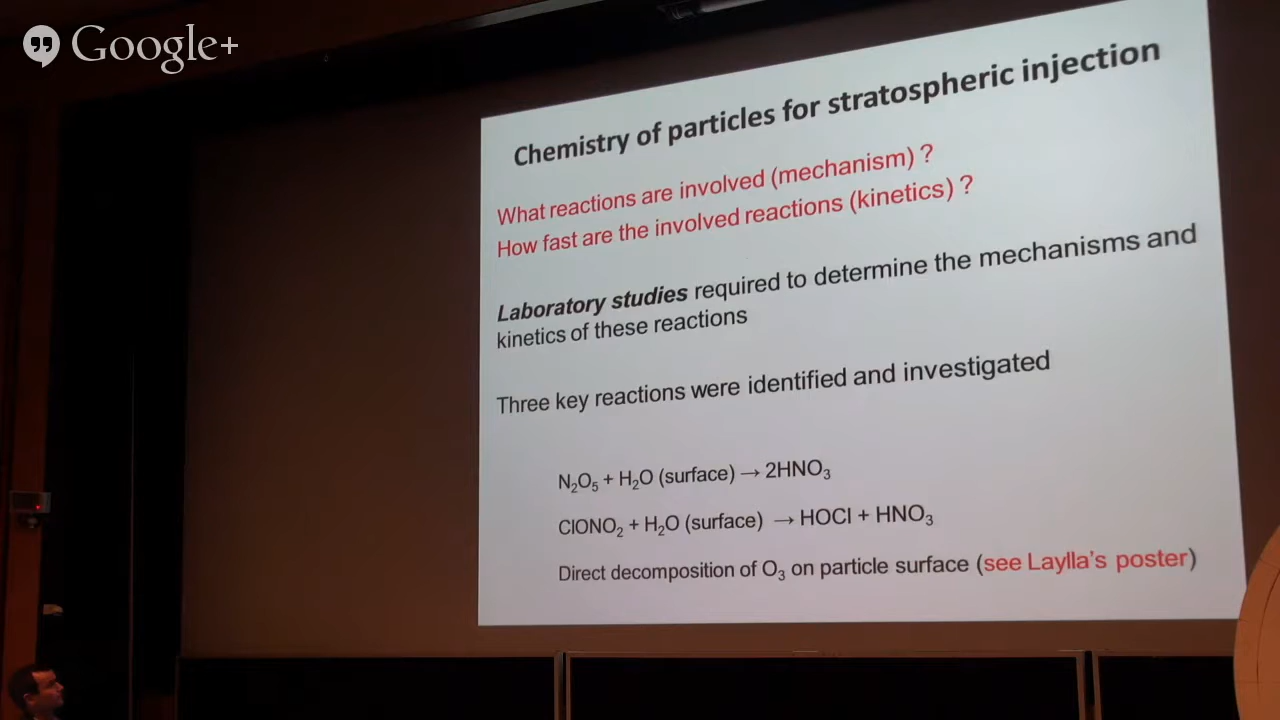 Google+
Chemistry of particles for stratospheric injection
What reactions are involved (mechanism) ?
How fast are the involved reactions (kinetics) ?
Laboratory studies required to determine the mechanisms and
kinetics of these reactions
Three key reactions were identified and investigated
N₂O₅ + H₂O (surface) → 2HNO₃
ClONO₂ + H₂O (surface) → HOCl + HNO₃
Direct decomposition of O₃ on particle surface (see Laylla's poster)